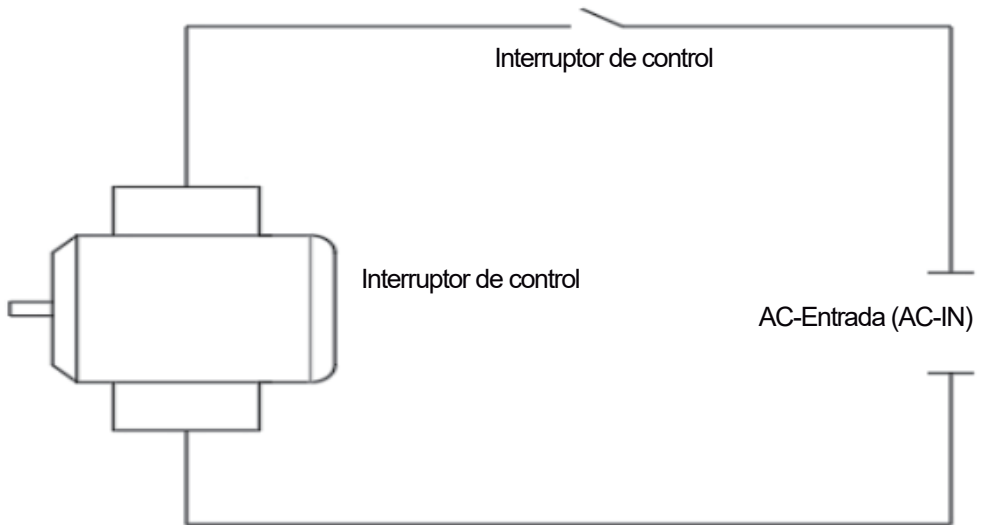 Interruptor de control
Interruptor de control
AC-Entrada (AC-IN)